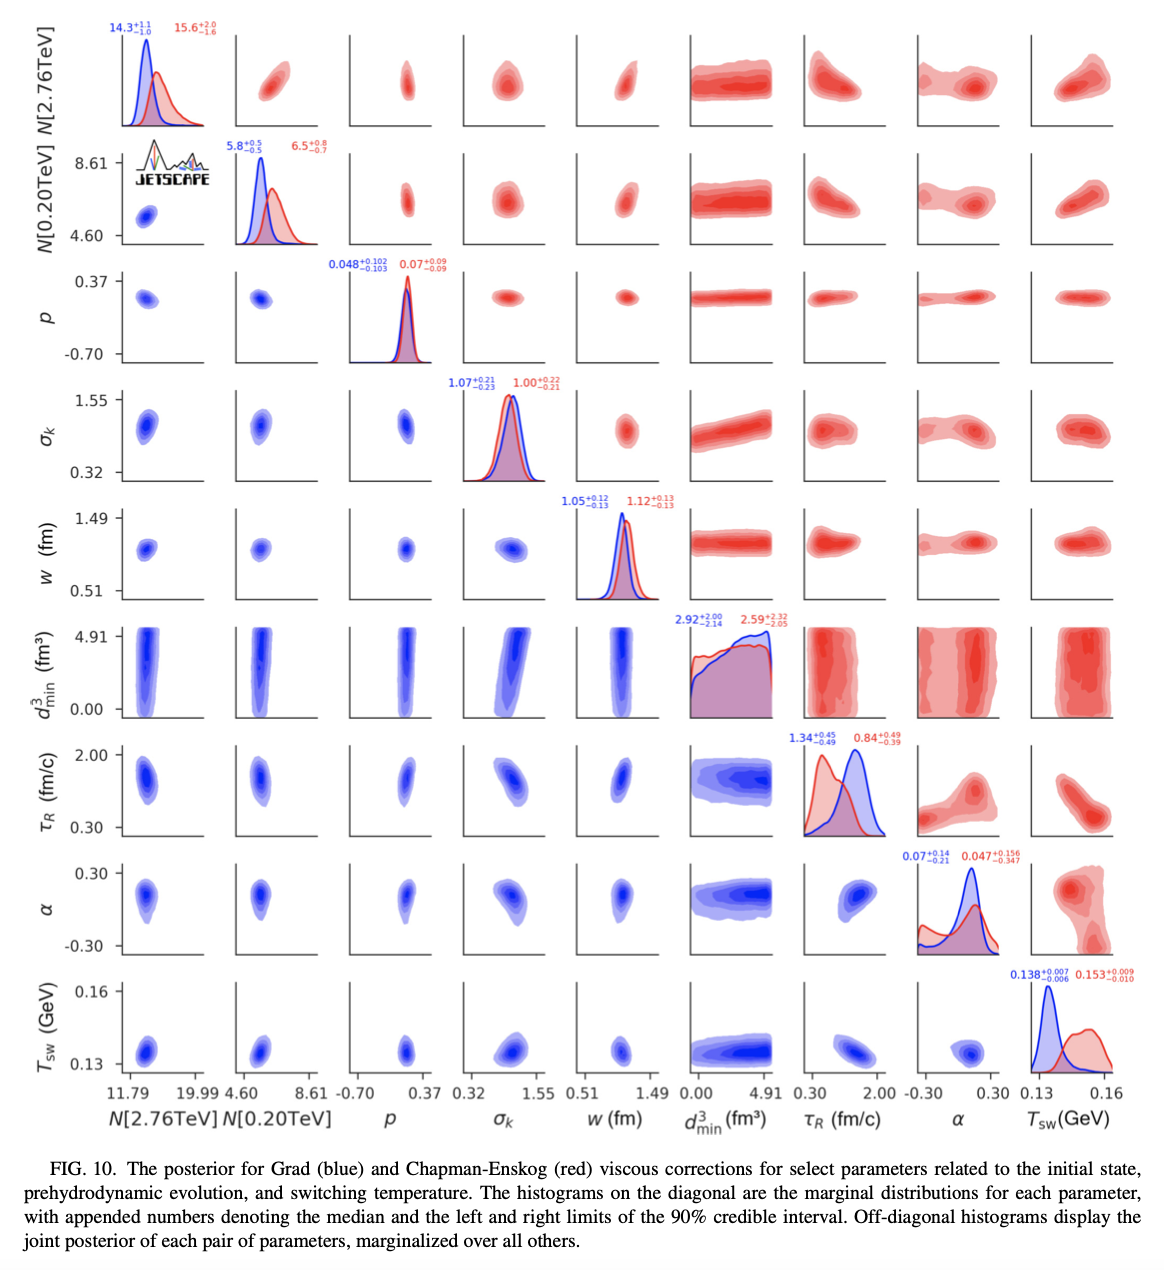 14.3+1.1−1.0 15.6+2.0−1.6
N[2.76TeV]
5.8+0.5−0.5 6.5+0.8−0.7
JETSCAPE
N[0.20TeV] 8.61
4.60
0.048+0.102−0.103 0.07+0.09−0.09
p 0.37
-0.70
1.07+0.21−0.23 1.00+0.22−0.21
σk 1.55
0.32
1.05+0.12−0.13 1.12+0.13−0.13
w (fm) 1.49
0.51
2.92+2.00−2.14 2.59+2.32−2.05
d³min (fm³) 4.91
0.00
1.34+0.45−0.49 0.84+0.49−0.39
τR (fm/c) 2.00
0.30
0.07+0.14−0.21 0.047+0.156−0.347
α 0.30
-0.30
0.138+0.007−0.006 0.153+0.009−0.010
Tsw (GeV) 0.16
0.13
11.79 19.99 4.60 8.61 -0.70 0.37 0.32 1.55 0.51 1.49 0.00 4.91 0.30 2.00 -0.30 0.30 0.13 0.16
N[2.76TeV] N[0.20TeV] p σk w (fm) d³min (fm³) τR (fm/c) α Tsw(GeV)
FIG. 10. The posterior for Grad (blue) and Chapman-Enskog (red) viscous corrections for select parameters related to the initial state,
prehydrodynamic evolution, and switching temperature. The histograms on the diagonal are the marginal distributions for each parameter,
with appended numbers denoting the median and the left and right limits of the 90% credible interval. Off-diagonal histograms display the
joint posterior of each pair of parameters, marginalized over all others.